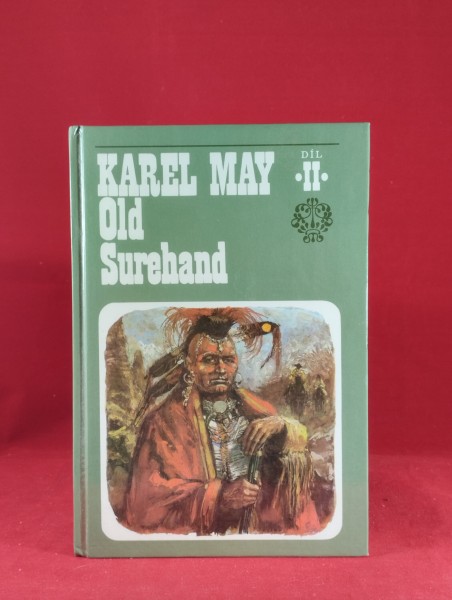 KAREL MAY
Old
Surehand
DÍL
·II·